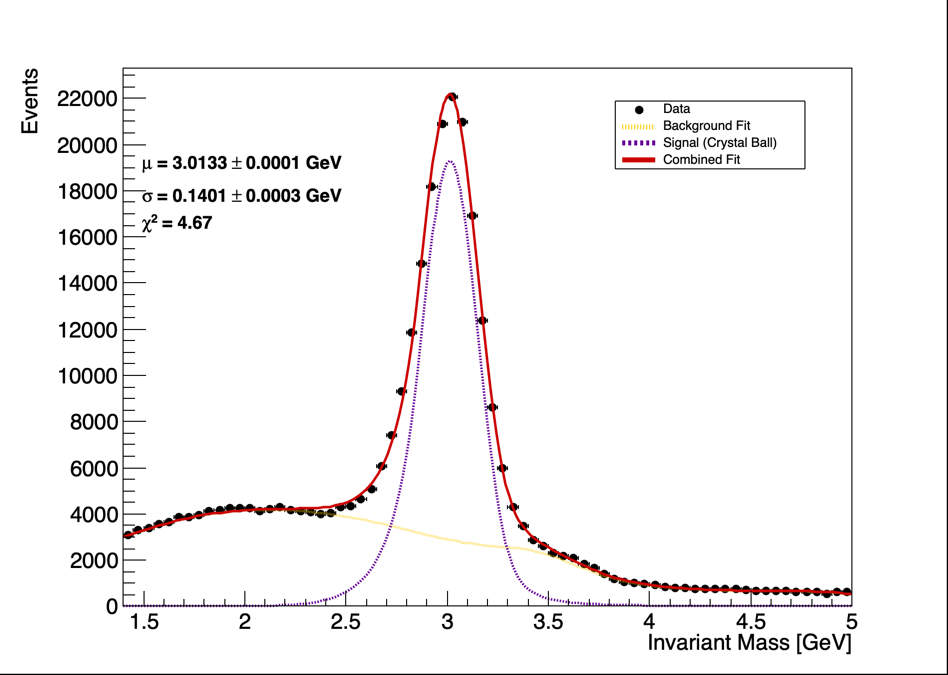 Events
22000
20000
18000
16000
14000
12000
10000
8000
6000
4000
2000
0
μ = 3.0133 ± 0.0001 GeV
σ = 0.1401 ± 0.0003 GeV
χ² = 4.67
Data
Background Fit
Signal (Crystal Ball)
Combined Fit
1.5 2 2.5 3 3.5 4 4.5 5
Invariant Mass [GeV]